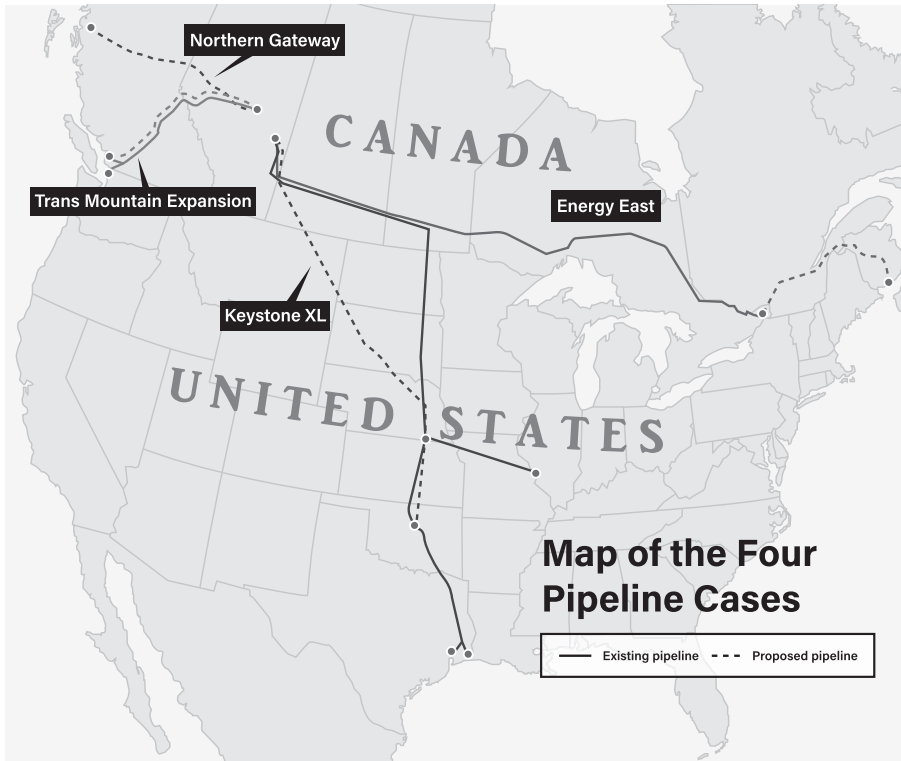 Northern Gateway
CANADA
Trans Mountain Expansion
Energy East
Keystone XL
UNITED STATES
Map of the Four
Pipeline Cases
Existing pipeline
Proposed pipeline